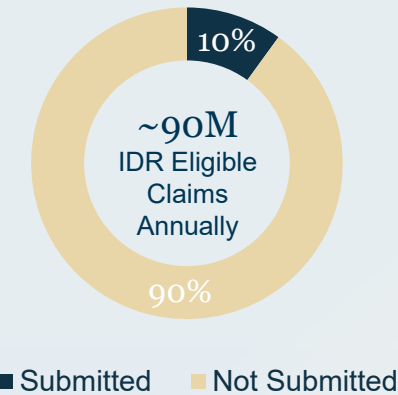 10%
~90M
IDR Eligible
Claims
Annually
90%
Submitted Not Submitted